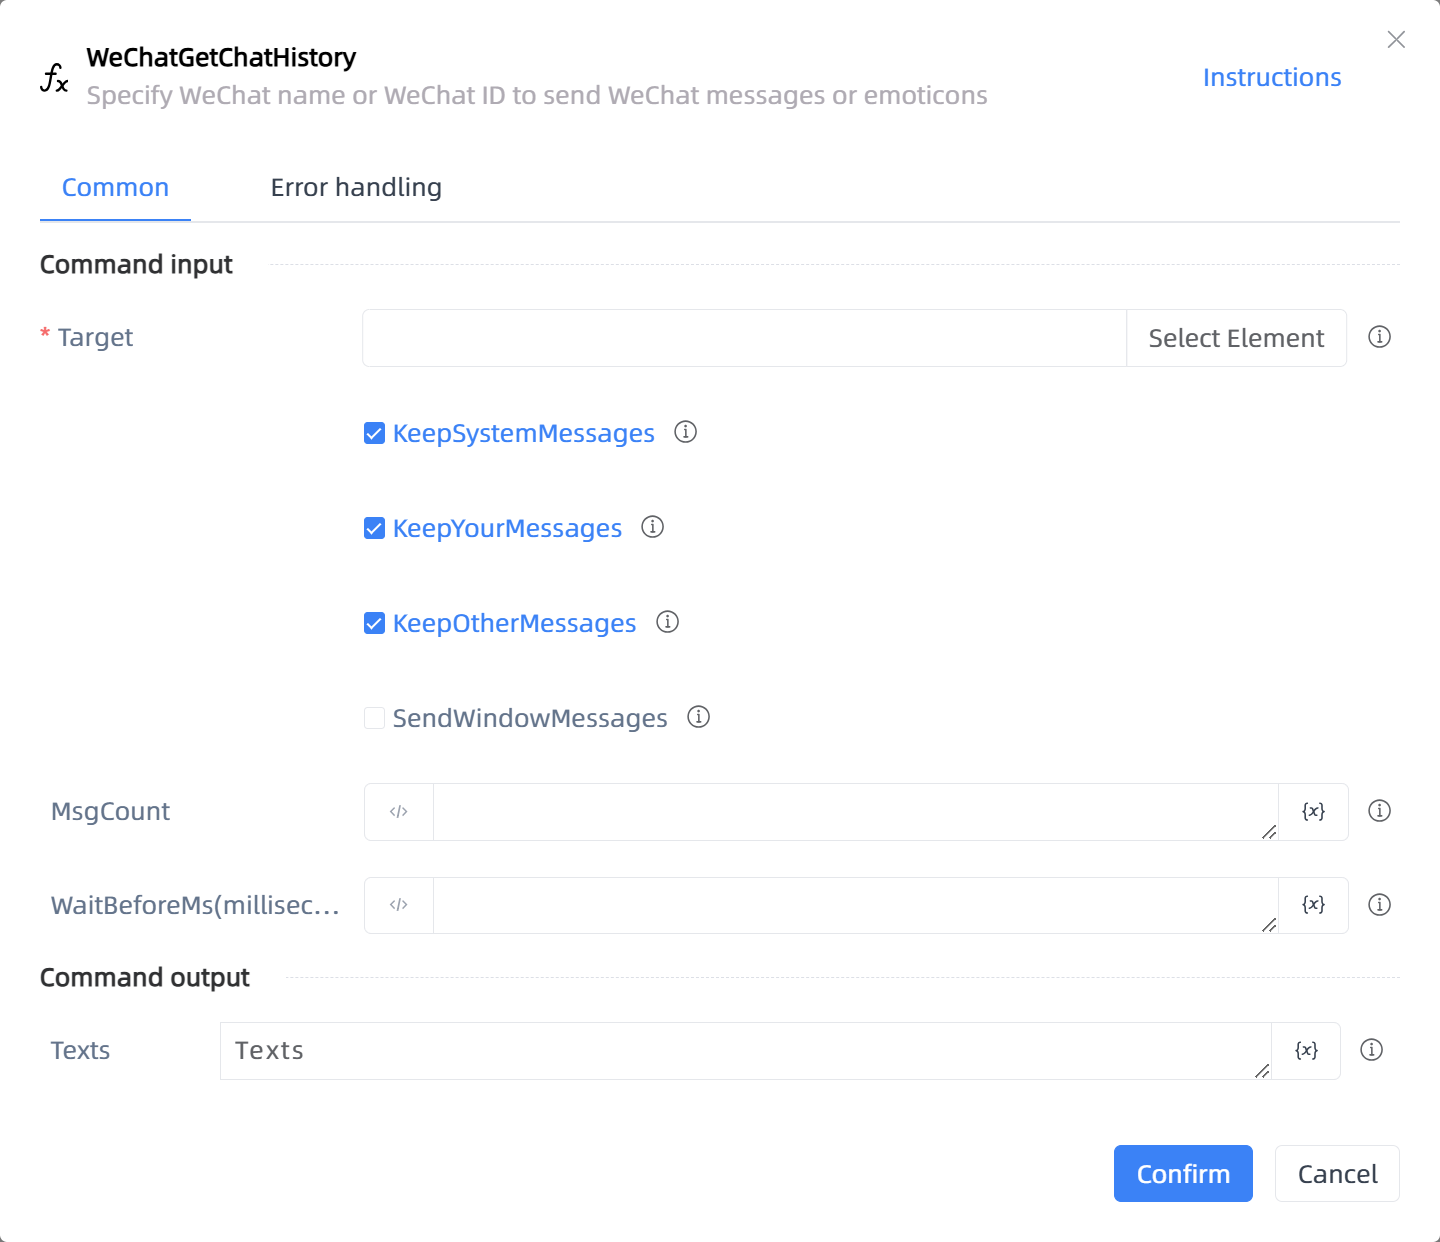 WeChatGetChatHistory
Specify WeChat name or WeChat ID to send WeChat messages or emoticons
Instructions
Common
Error handling
Command input
* Target
Select Element
KeepSystemMessages
KeepYourMessages
KeepOtherMessages
SendWindowMessages
MsgCount
</>
{x}
WaitBeforeMs(millisec...
</>
{x}
Command output
Texts
Texts
{x}
Confirm
Cancel